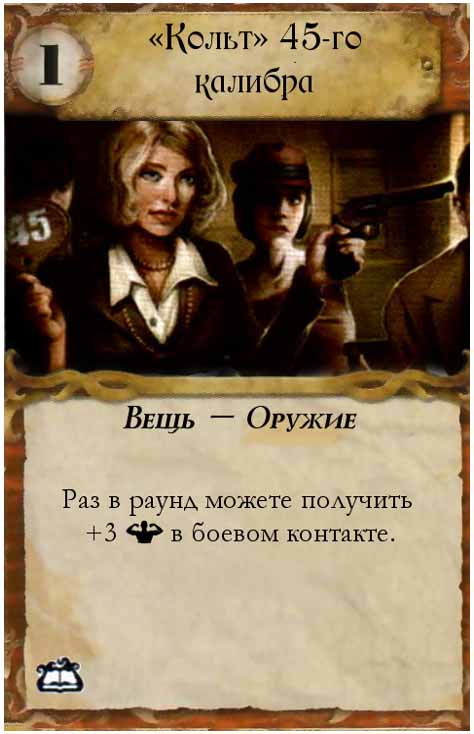 1
«Кольт» 45-го
калибра
45
Вещь — Оружие
Раз в раунд можете получить
+3 в боевом контакте.